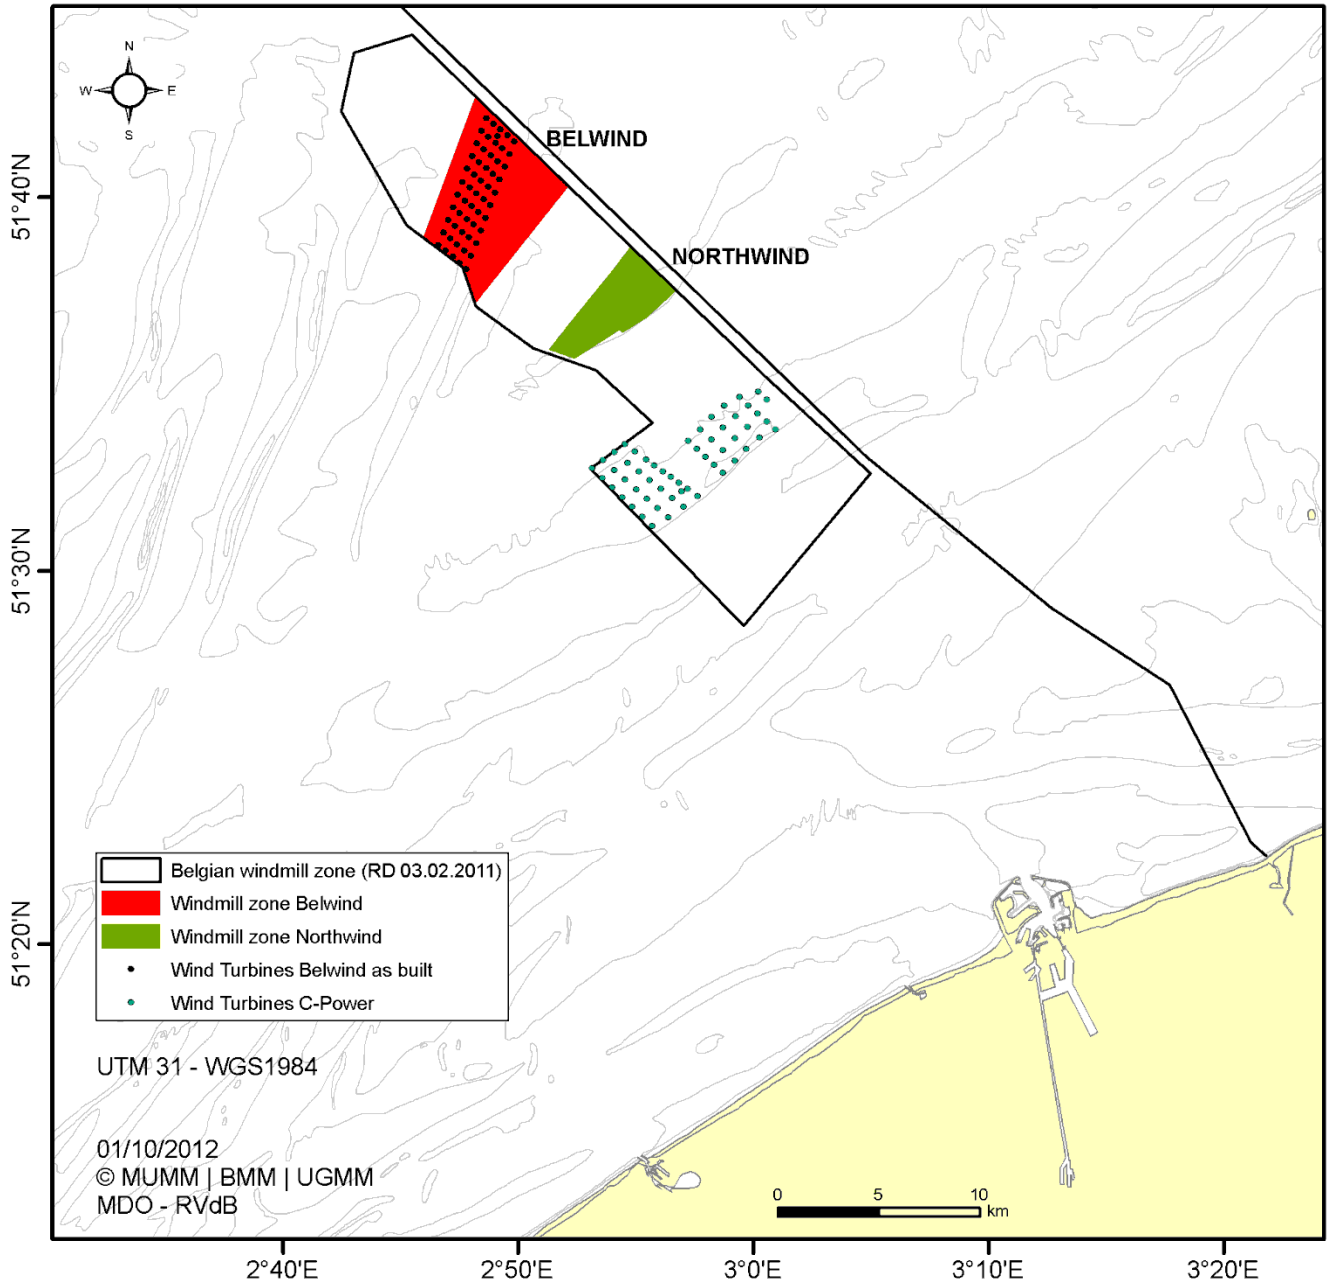 N
W
E
S
BELWIND
NORTHWIND
51°40'N
51°30'N
51°20'N
Belgian windmill zone (RD 03.02.2011)
Windmill zone Belwind
Windmill zone Northwind
Wind Turbines Belwind as built
Wind Turbines C-Power
UTM 31 - WGS1984
01/10/2012
© MUMM | BMM | UGMM
MDO - RVdB
0 5 10
km
2°40'E 2°50'E 3°0'E 3°10'E 3°20'E